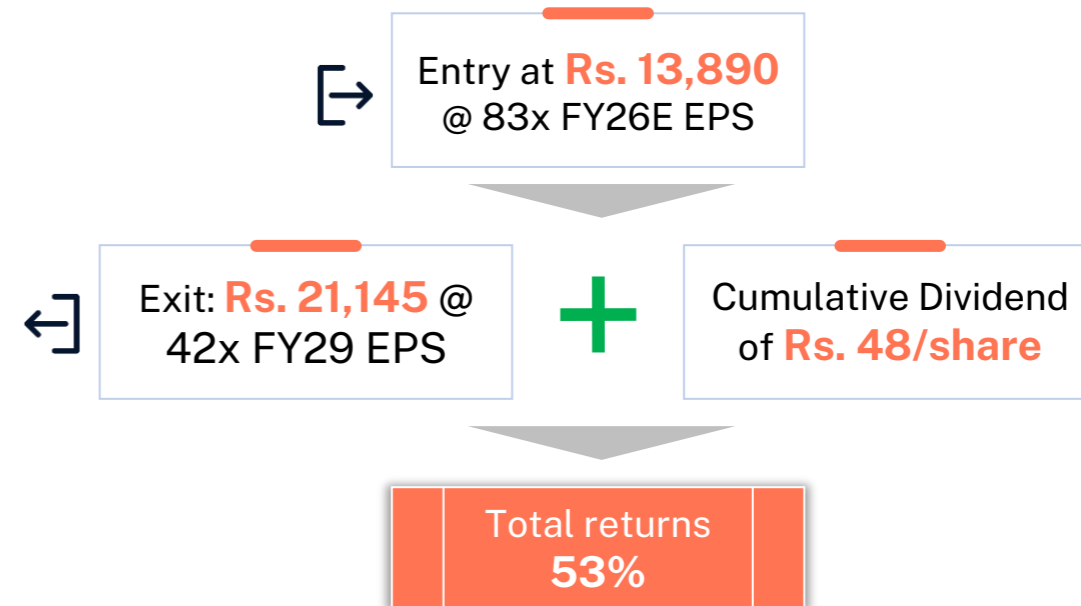 Entry at Rs. 13,890
@ 83x FY26E EPS
Exit: Rs. 21,145 @
42x FY29 EPS
Cumulative Dividend
of Rs. 48/share
Total returns
53%